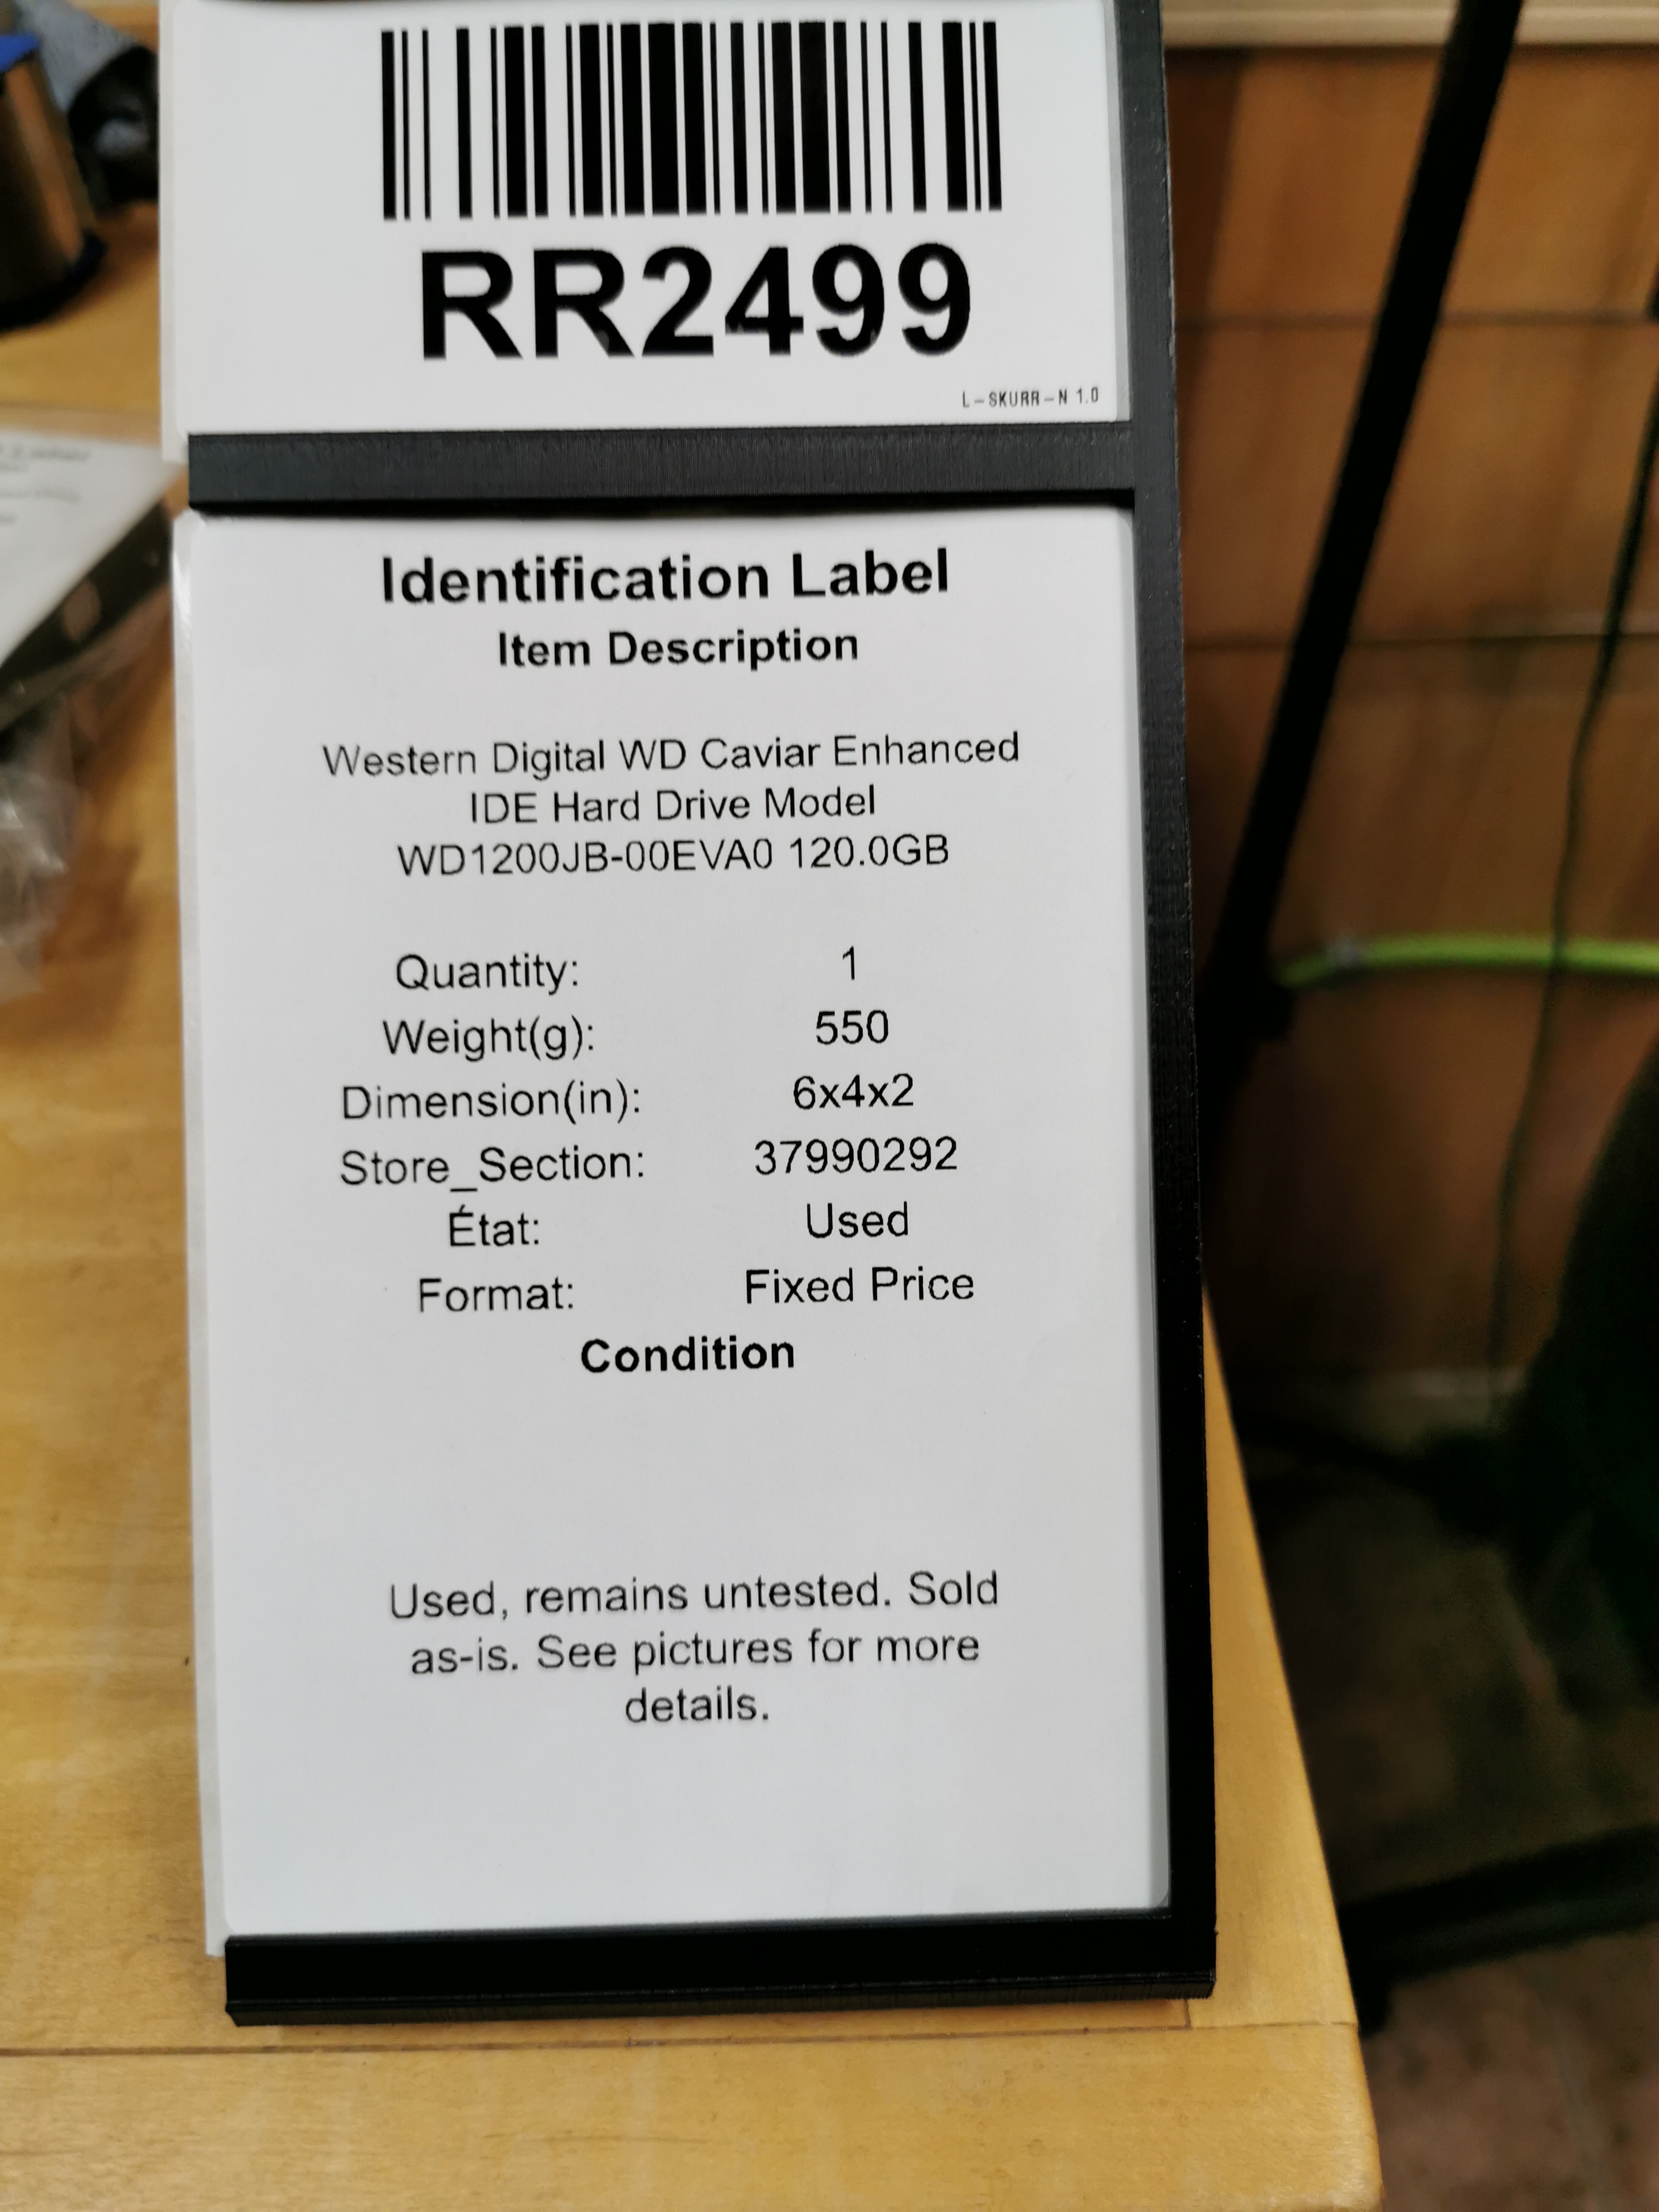 RR2499
L-SKURR-N 1.0
Identification Label
Item Description
Western Digital WD Caviar Enhanced
IDE Hard Drive Model
WD1200JB-00EVA0 120.0GB
Quantity: 1
Weight(g): 550
Dimension(in): 6x4x2
Store_Section: 37990292
État: Used
Format: Fixed Price
Condition
Used, remains untested. Sold
as-is. See pictures for more
details.